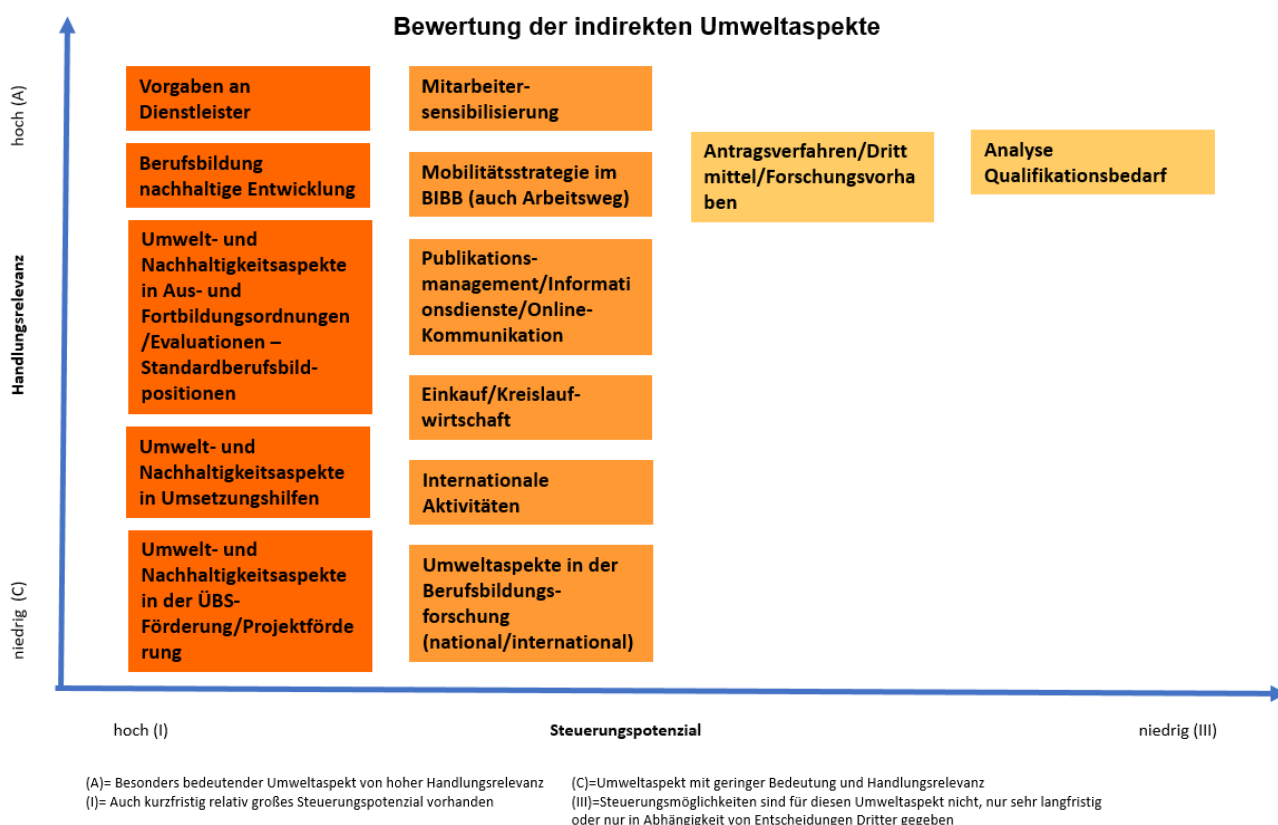 Bewertung der indirekten Umweltaspekte
hoch (A)
Handlungsrelevanz
niedrig (C)
Vorgaben an
Dienstleister
Berufsbildung
nachhaltige Entwicklung
Umwelt- und
Nachhaltigkeitsaspekte
in Aus- und
Fortbildungsordnungen
/Evaluationen –
Standardberufsbild-
positionen
Umwelt- und
Nachhaltigkeitsaspekte
in Umsetzungshilfen
Umwelt- und
Nachhaltigkeitsaspekte
in der ÜBS-
Förderung/Projektförde
rung
Mitarbeiter-
sensibilisierung
Mobilitätsstrategie im
BIBB (auch Arbeitsweg)
Publikations-
management/Informati
onsdienste/Online-
Kommunikation
Einkauf/Kreislauf-
wirtschaft
Internationale
Aktivitäten
Umweltaspekte in der
Berufsbildungs-
forschung
(national/international)
Antragsverfahren/Dritt
mittel/Forschungsvorha
ben
Analyse
Qualifikationsbedarf
hoch (I)
Steuerungspotenzial
niedrig (III)
(A)= Besonders bedeutender Umweltaspekt von hoher Handlungsrelevanz
(I)= Auch kurzfristig relativ großes Steuerungspotenzial vorhanden
(C)=Umweltaspekt mit geringer Bedeutung und Handlungsrelevanz
(III)=Steuerungsmöglichkeiten sind für diesen Umweltaspekt nicht, nur sehr langfristig
oder nur in Abhängigkeit von Entscheidungen Dritter gegeben